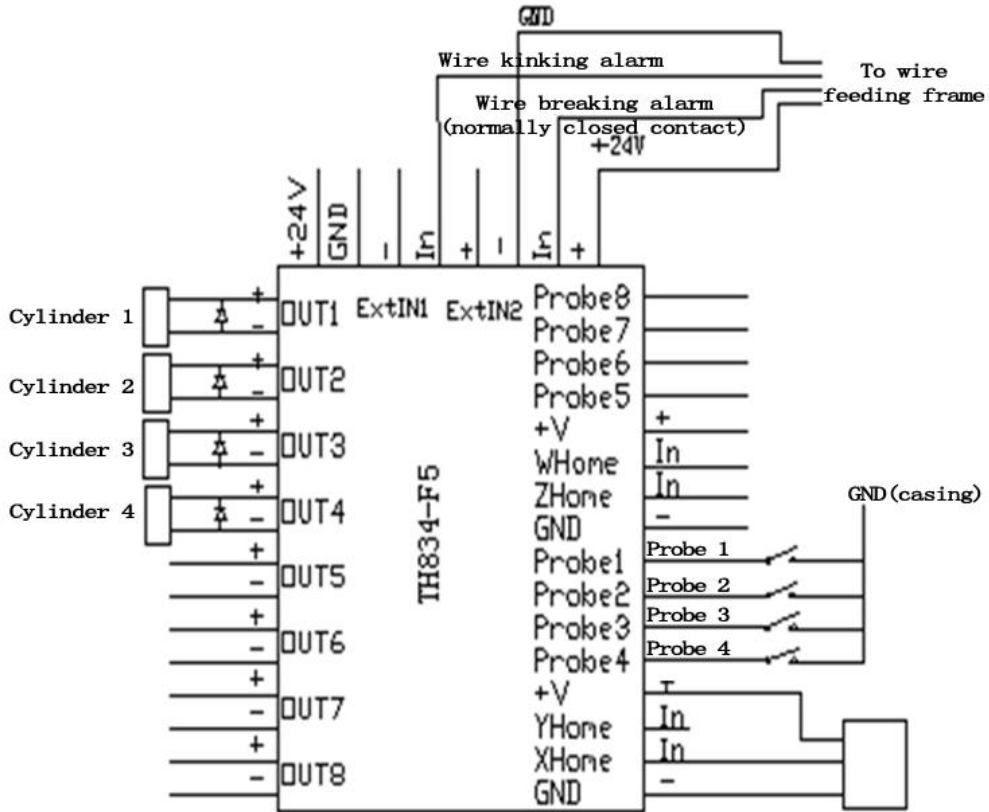 GND
Wire kinking alarm
To wire
feeding frame
Wire breaking alarm
(normally closed contact)
+24V
+24V
GND
-
In
+
-
In
+
ExtIN1
ExtIN2
Cylinder 1
+
-
OUT1
Cylinder 2
+
-
OUT2
Cylinder 3
+
-
OUT3
Cylinder 4
+
-
OUT4
+
-
OUT5
+
-
OUT6
+
-
OUT7
+
-
OUT8
TH834-F5
Probe8
Probe7
Probe6
Probe5
+V
+
WHome
In
ZHome
In
GND
-
GND(casing)
Probe1
Probe 1
Probe2
Probe 2
Probe3
Probe 3
Probe4
Probe 4
+V
YHome
In
XHome
In
GND
-